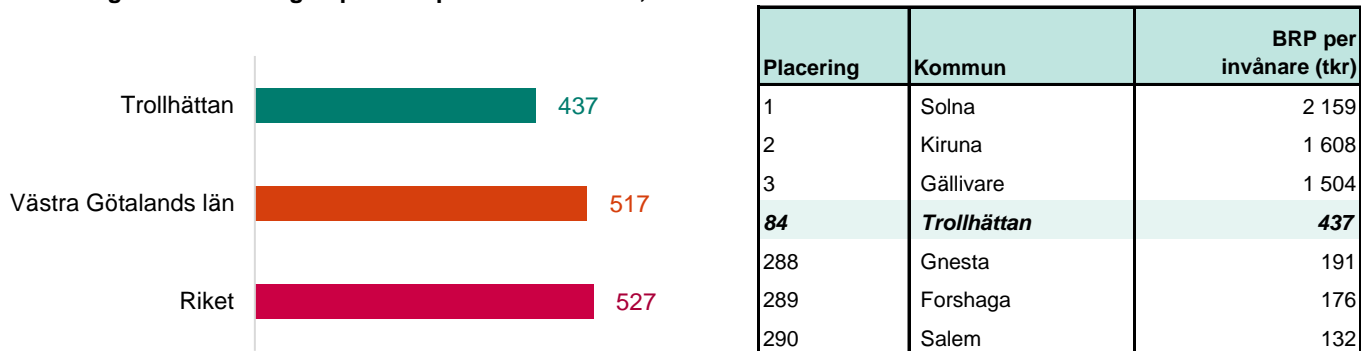 Trollhättan 437
Västra Götalands län 517
Riket 527
Placering Kommun BRP per invånare (tkr)
1 Solna 2 159
2 Kiruna 1 608
3 Gällivare 1 504
84 Trollhättan 437
288 Gnesta 191
289 Forshaga 176
290 Salem 132